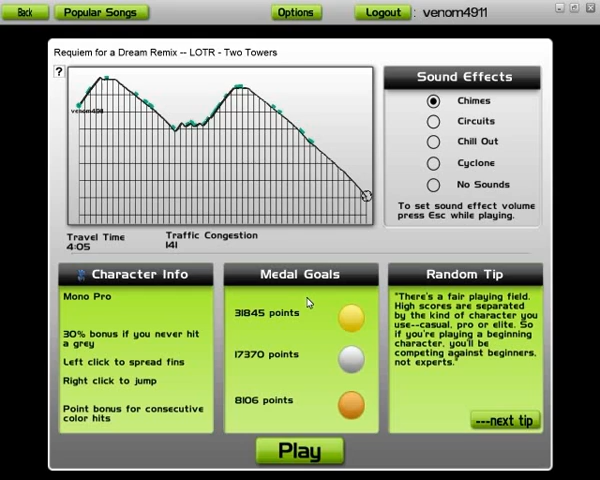 Back
Popular Songs
Options
Logout : venom4911
Requiem for a Dream Remix -- LOTR - Two Towers
?
venom491
Travel Time
4:05
Traffic Congestion
141
Sound Effects
Chimes
Circuits
Chill Out
Cyclone
No Sounds
To set sound effect volume
press Esc while playing.
Character Info
Mono Pro
30% bonus if you never hit
a grey
Left click to spread fins
Right click to jump
Point bonus for consecutive
color hits
Medal Goals
31845 points
17370 points
8106 points
Random Tip
"There's a fair playing field.
High scores are separated
by the kind of character you
use--casual, pro or elite. So
if you're playing a beginning
character, you'll be
competing against beginners,
not experts."
---next tip
Play